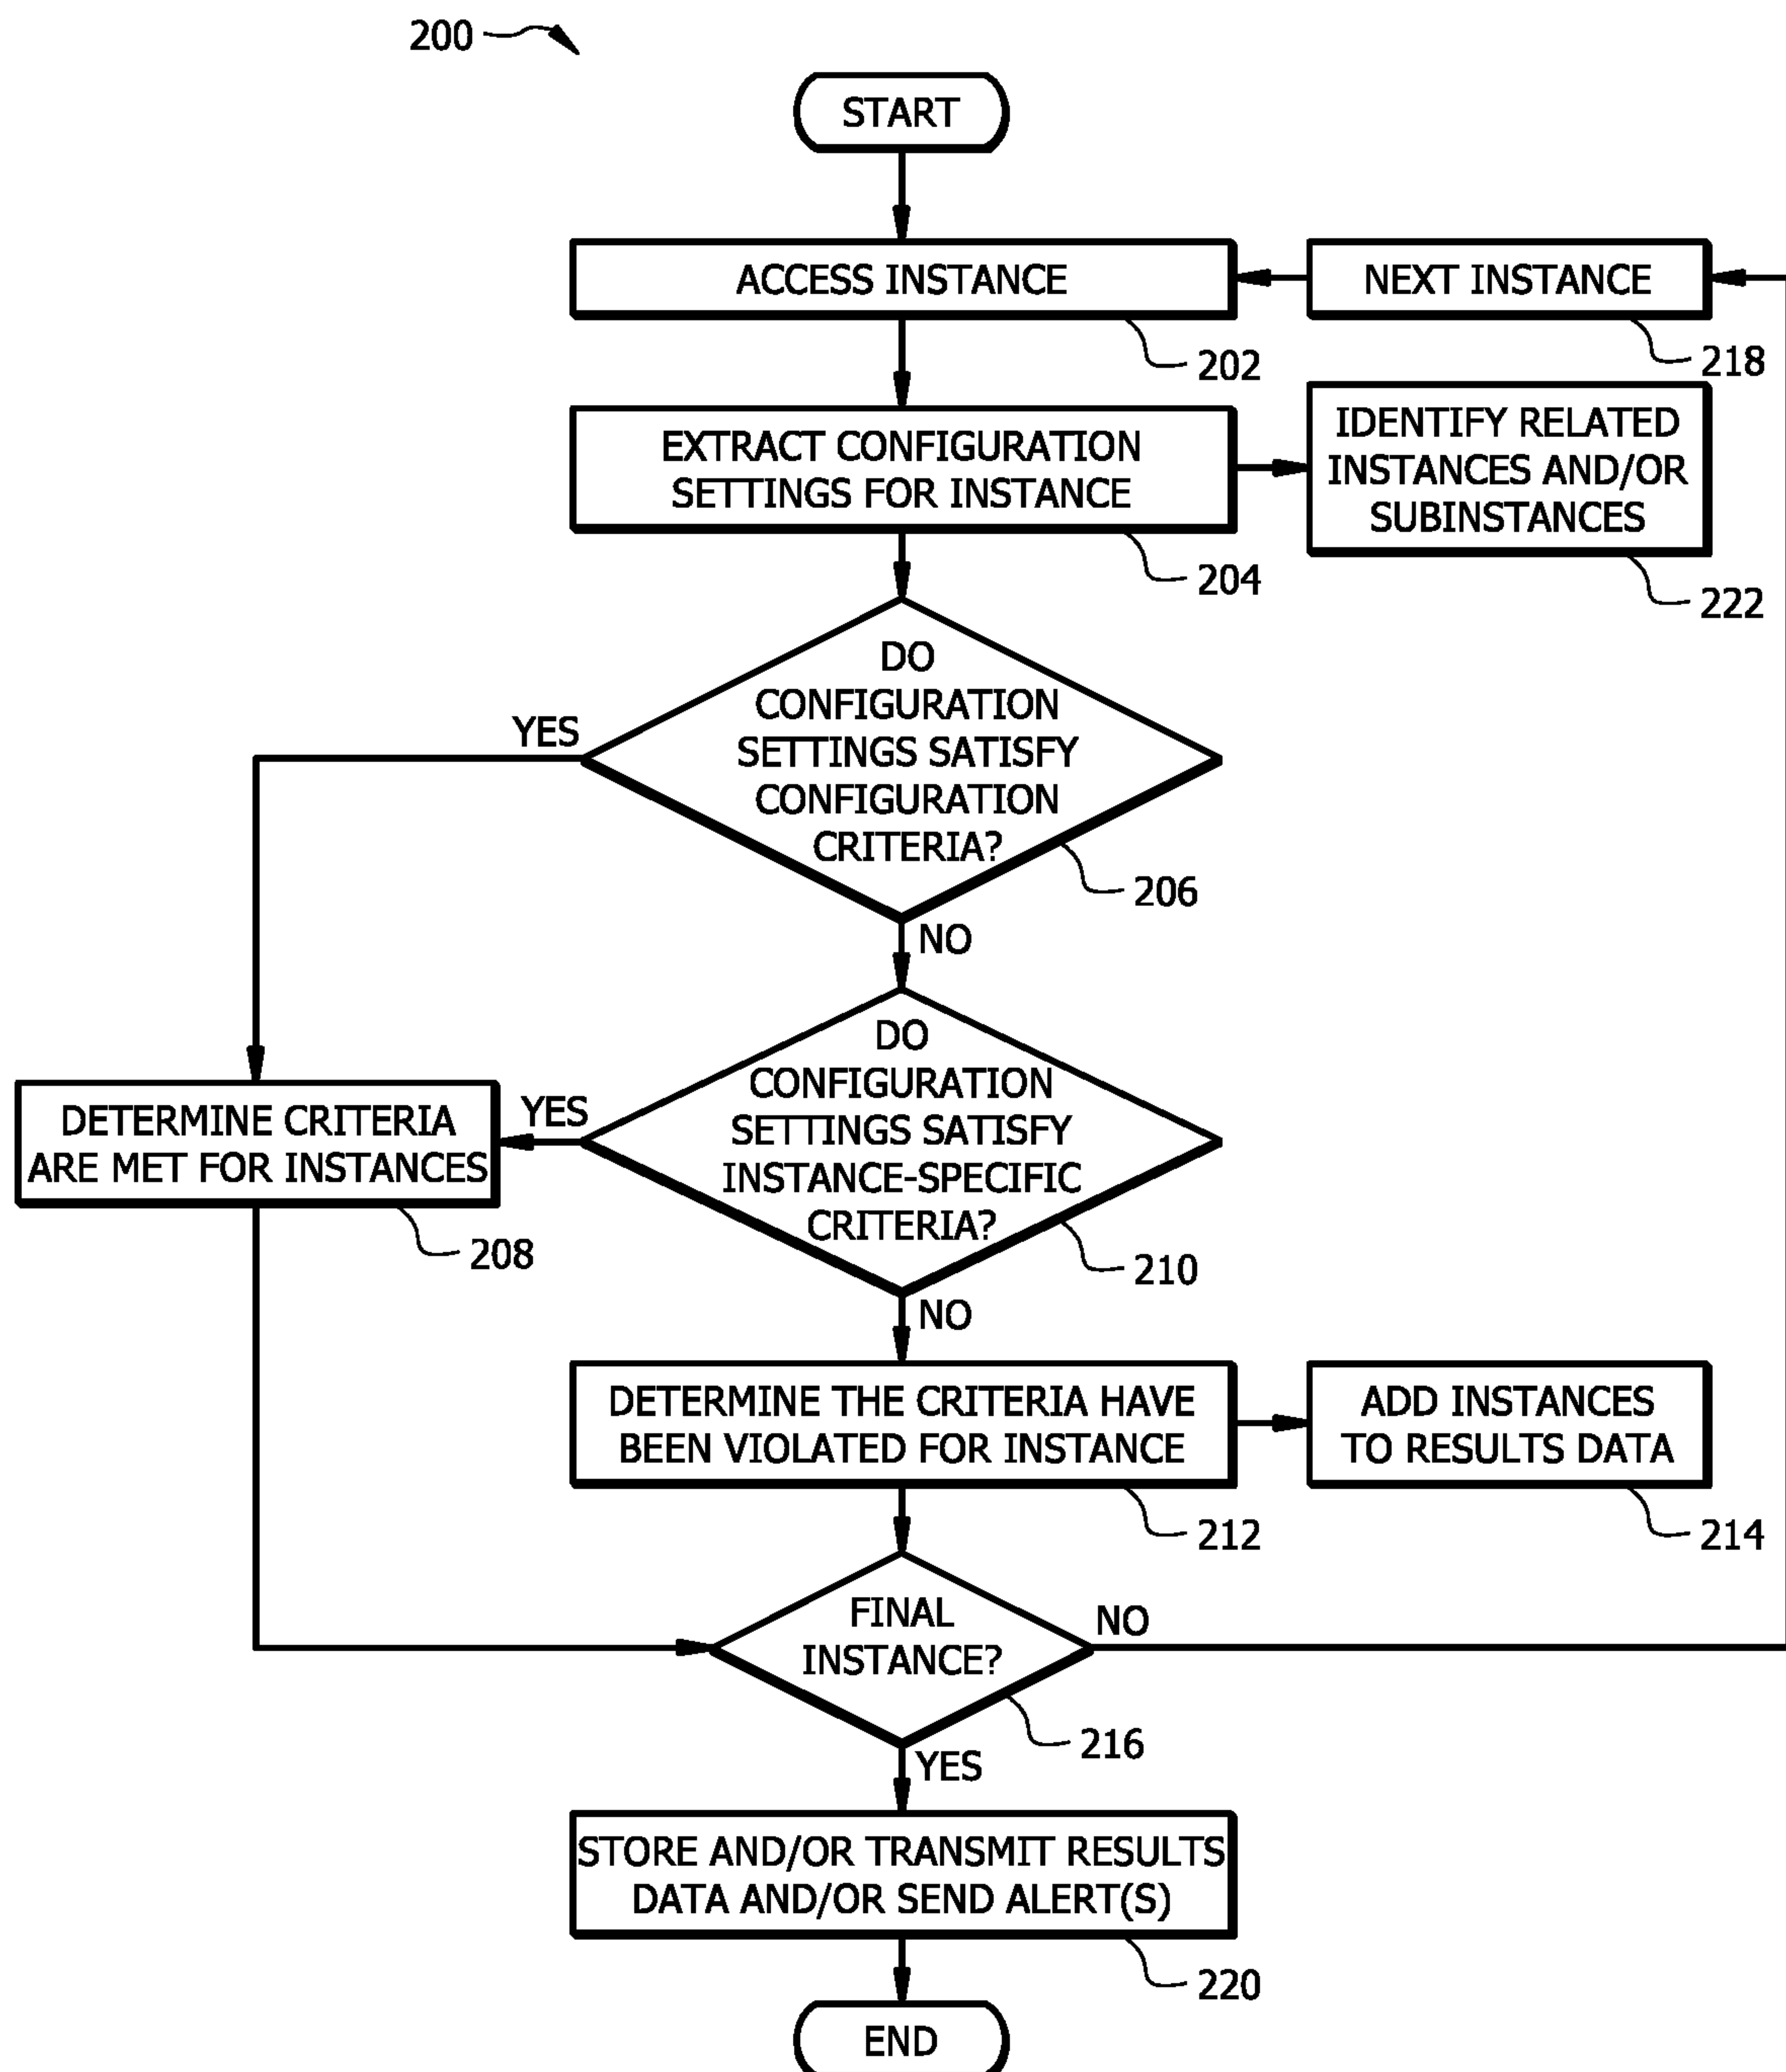 200
START
ACCESS INSTANCE
202
NEXT INSTANCE
218
EXTRACT CONFIGURATION
SETTINGS FOR INSTANCE
204
IDENTIFY RELATED
INSTANCES AND/OR
SUBINSTANCES
222
DO
CONFIGURATION
SETTINGS SATISFY
CONFIGURATION
CRITERIA?
206
YES
NO
DO
CONFIGURATION
SETTINGS SATISFY
INSTANCE-SPECIFIC
CRITERIA?
210
YES
NO
DETERMINE CRITERIA
ARE MET FOR INSTANCES
208
DETERMINE THE CRITERIA HAVE
BEEN VIOLATED FOR INSTANCE
212
ADD INSTANCES
TO RESULTS DATA
214
FINAL
INSTANCE?
216
NO
YES
STORE AND/OR TRANSMIT RESULTS
DATA AND/OR SEND ALERT(S)
220
END